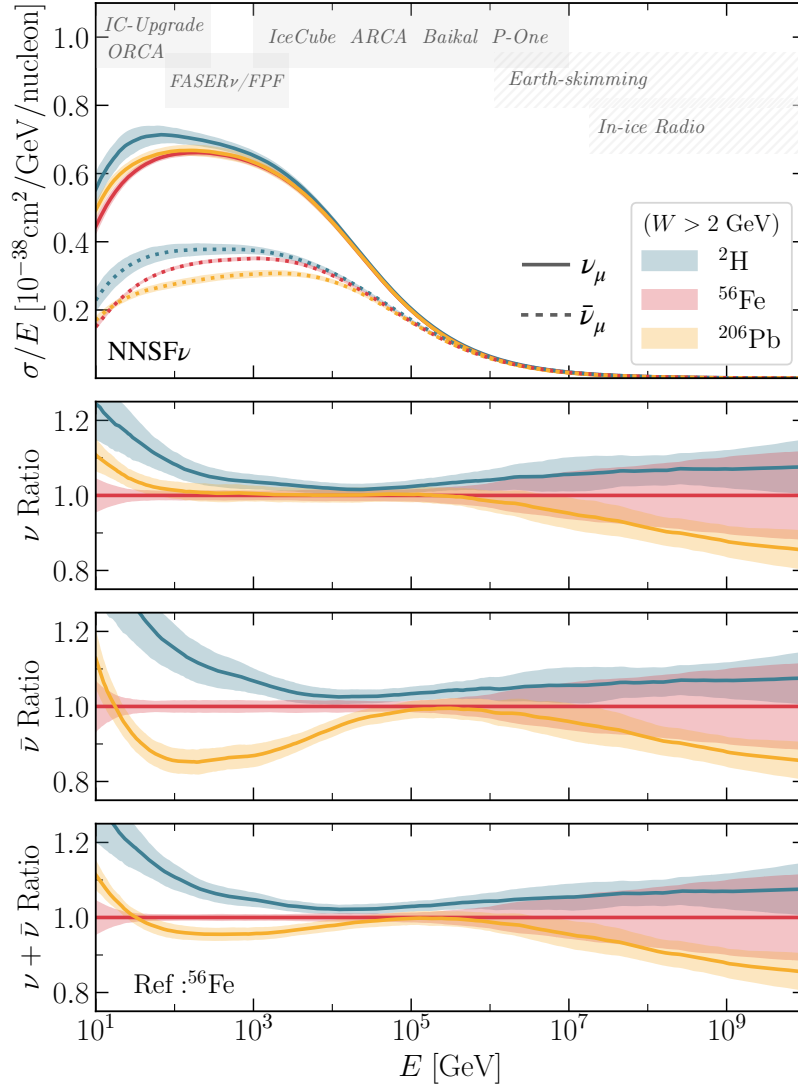 IC-Upgrade
ORCA
IceCube ARCA Baikal P-One
FASERν/FPF
Earth-skimming
In-ice Radio
σ/E [10⁻³⁸cm²/GeV/nucleon]
1.0
0.8
0.6
0.4
0.2
(W > 2 GeV)
²H
⁵⁶Fe
²⁰⁶Pb
ν_μ
ν̄_μ
NNSFν
ν Ratio
1.2
1.0
0.8
ν̄ Ratio
1.2
1.0
0.8
ν + ν̄ Ratio
1.2
1.0
0.8
Ref :⁵⁶Fe
10¹ 10³ 10⁵ 10⁷ 10⁹
E [GeV]